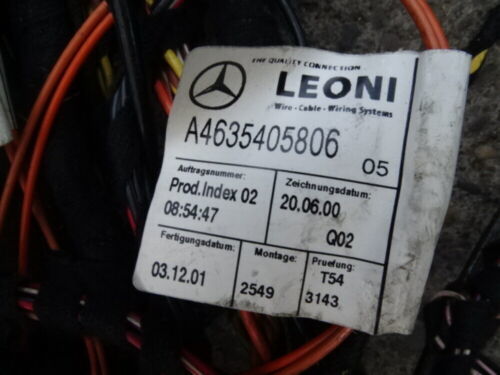 THE QUALITY CONNECTION
LEONI
Wire - Cable - Wiring Systems
A4635405806
05
Auftragsnummer:
Prod.Index 02
08:54:47
Zeichnungsdatum:
20.06.00
Q02
Fertigungsdatum:
03.12.01
Montage:
2549
Pruefung:
T54
3143